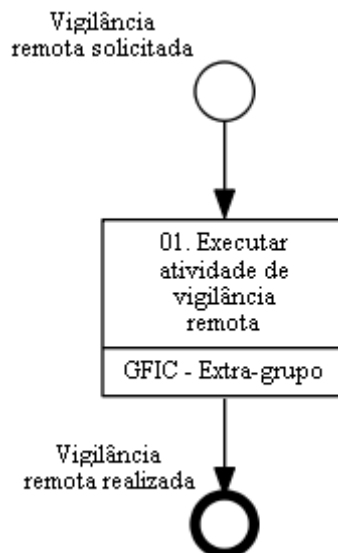 Vigilância
remota solicitada
01. Executar
atividade de
vigilância
remota
GFIC - Extra-grupo
Vigilância
remota realizada